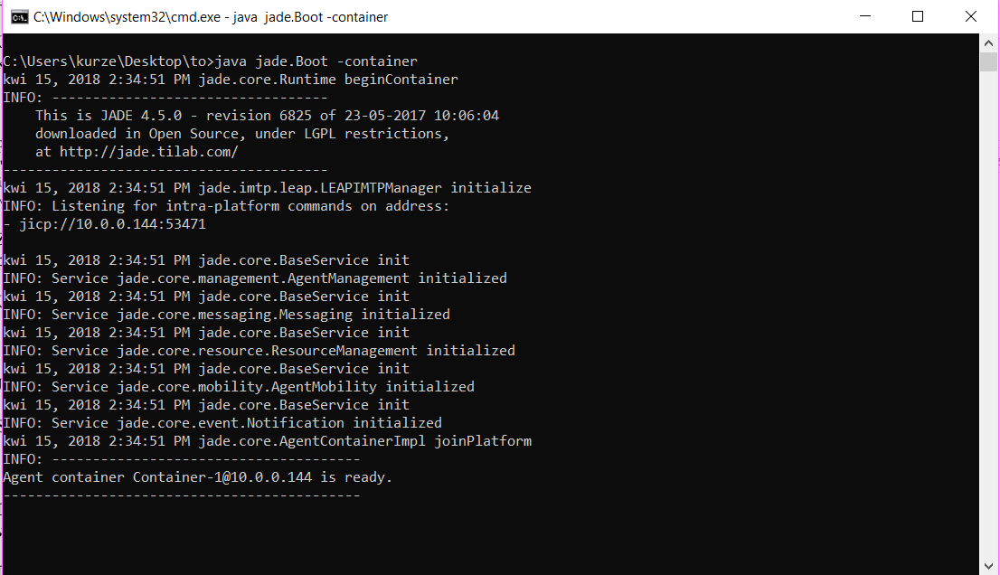 C:\Windows\system32\cmd.exe - java  jade.Boot -container
C:\Users\kurze\Desktop\to>java jade.Boot -container
kwi 15, 2018 2:34:51 PM jade.core.Runtime beginContainer
INFO: ----------------------------------
    This is JADE 4.5.0 - revision 6825 of 23-05-2017 10:06:04
    downloaded in Open Source, under LGPL restrictions,
    at http://jade.tilab.com/
----------------------------------------
kwi 15, 2018 2:34:51 PM jade.imtp.leap.LEAPIMTPManager initialize
INFO: Listening for intra-platform commands on address:
- jicp://10.0.0.144:53471
kwi 15, 2018 2:34:51 PM jade.core.BaseService init
INFO: Service jade.core.management.AgentManagement initialized
kwi 15, 2018 2:34:51 PM jade.core.BaseService init
INFO: Service jade.core.messaging.Messaging initialized
kwi 15, 2018 2:34:51 PM jade.core.BaseService init
INFO: Service jade.core.resource.ResourceManagement initialized
kwi 15, 2018 2:34:51 PM jade.core.BaseService init
INFO: Service jade.core.mobility.AgentMobility initialized
kwi 15, 2018 2:34:51 PM jade.core.BaseService init
INFO: Service jade.core.event.Notification initialized
kwi 15, 2018 2:34:51 PM jade.core.AgentContainerImpl joinPlatform
INFO: --------------------------------------
Agent container Container-1@10.0.0.144 is ready.
--------------------------------------------